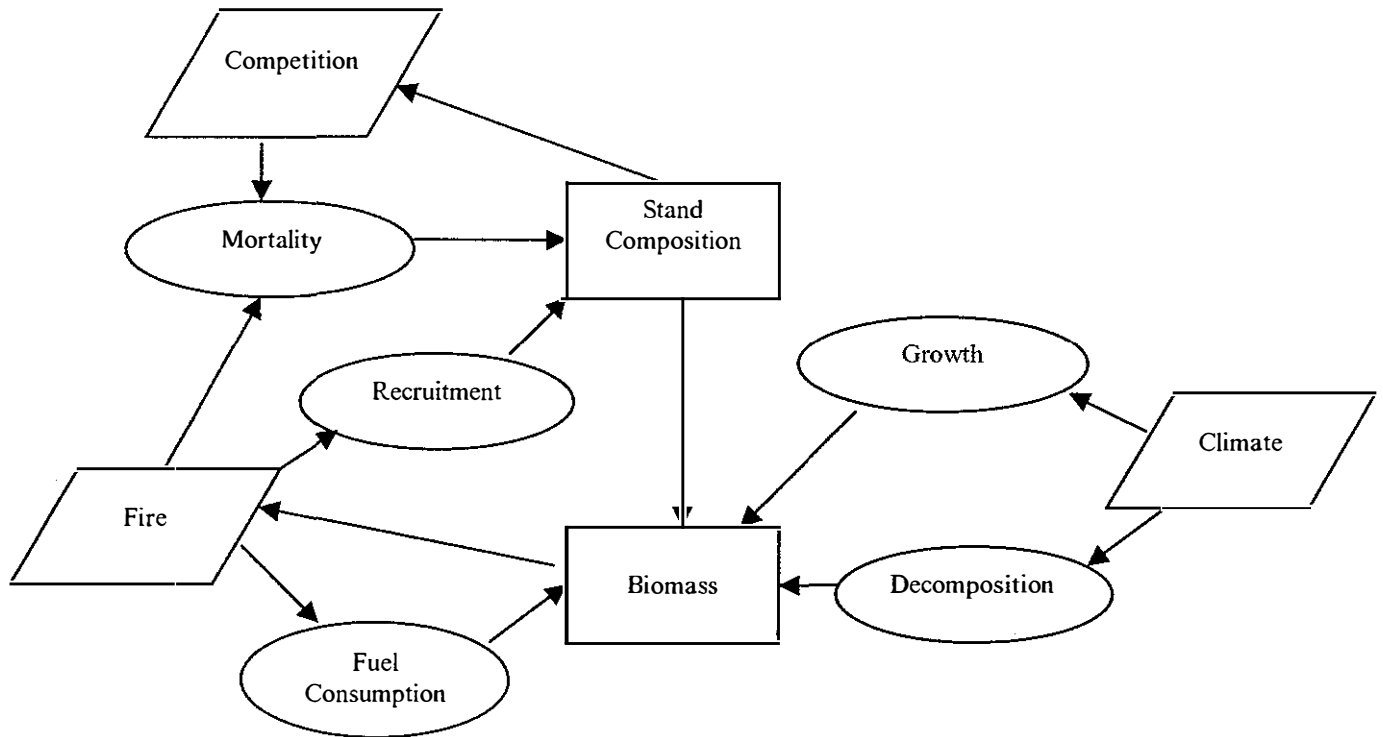 Competition
Stand
Composition
Mortality
Growth
Recruitment
Climate
Fire
Biomass
Decomposition
Fuel
Consumption